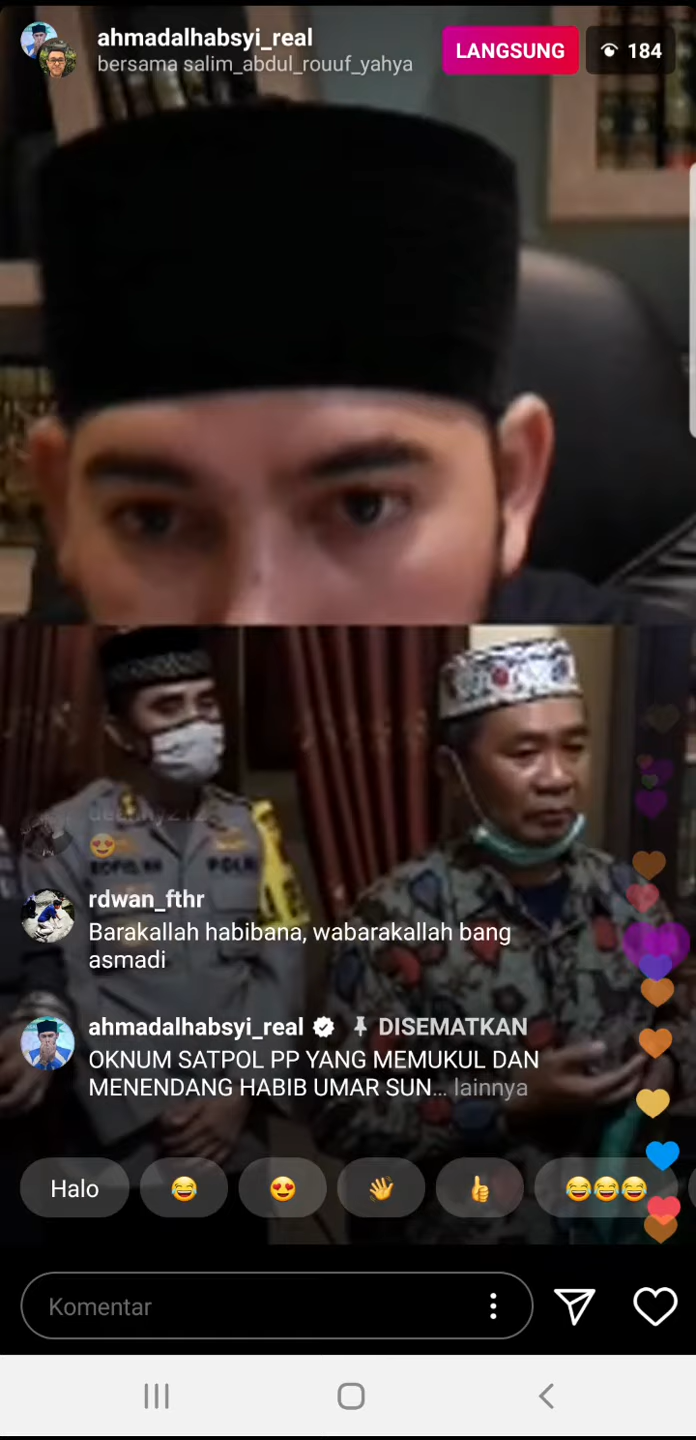 ahmadalhabsyi_real
bersama salim_abdul_rouuf_yahya
LANGSUNG
184
POLRI
rdwan_fthr
Barakallah habibana, wabarakallah bang
asmadi
ahmadalhabsyi_real DISEMATKAN
OKNUM SATPOL PP YANG MEMUKUL DAN
MENENDANG HABIB UMAR SUN... lainnya
Halo
Komentar